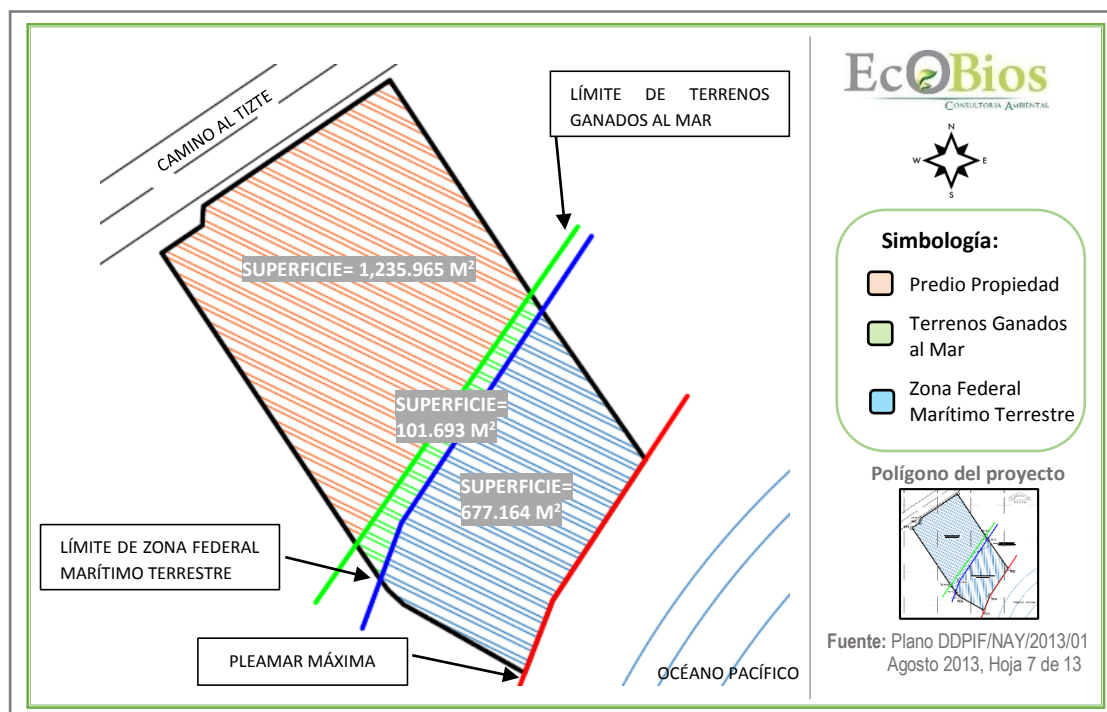 CAMINO AL TIZTE
LÍMITE DE TERRENOS
GANADOS AL MAR
SUPERFICIE= 1,235.965 M²
SUPERFICIE=
101.693 M²
SUPERFICIE=
677.164 M²
LÍMITE DE ZONA FEDERAL
MARÍTIMO TERRESTRE
PLEAMAR MÁXIMA
OCÉANO PACÍFICO
EcOBios
CONSULTORIA AMBIENTAL
N
W E
S
Simbología:
Predio Propiedad
Terrenos Ganados
al Mar
Zona Federal
Marítimo Terrestre
Polígono del proyecto
Fuente: Plano DDPIF/NAY/2013/01
Agosto 2013, Hoja 7 de 13